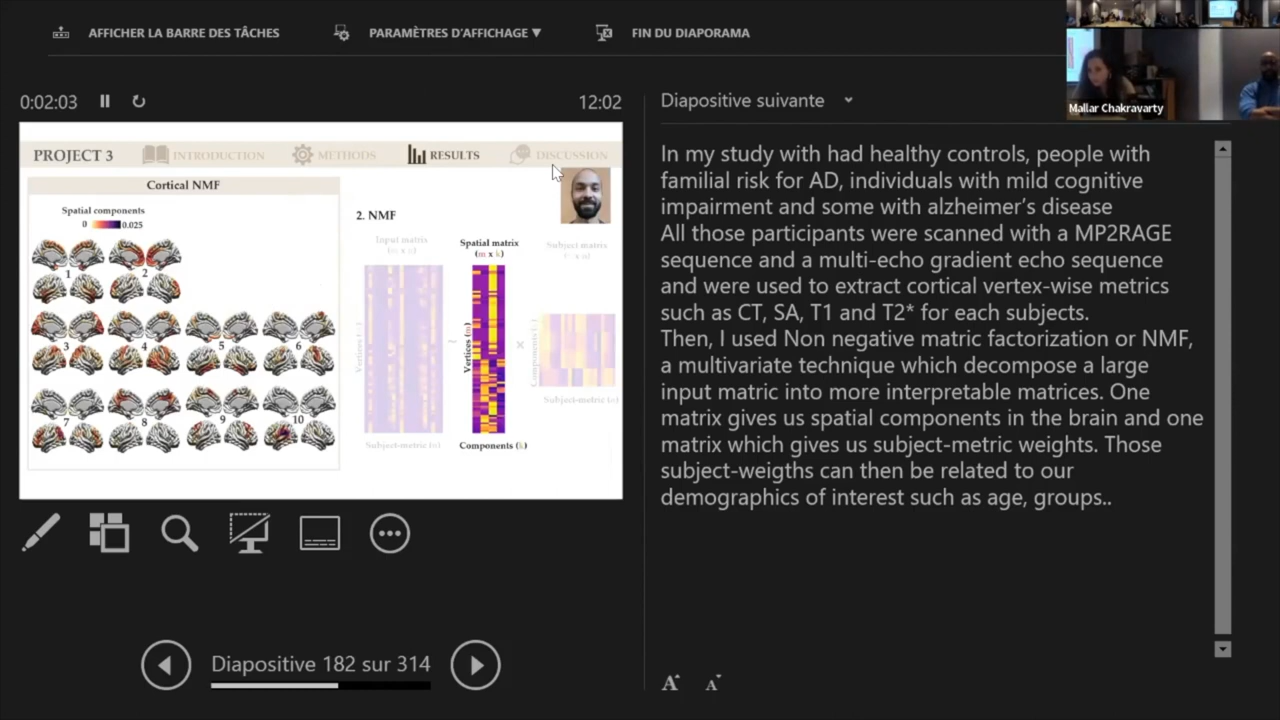 AFFICHER LA BARRE DES TÂCHES
PARAMÈTRES D'AFFICHAGE ▼
FIN DU DIAPORAMA
Mallar Chakravarty
0:02:03
12:02
PROJECT 3
INTRODUCTION
METHODS
RESULTS
DISCUSSION
Cortical NMF
Spatial components
0
0.025
1
2
3
4
5
6
7
8
9
10
2. NMF
Input matrix
Spatial matrix
(m x k)
Subject matrix
Vertices (m)
Subject-metric (n)
Components (k)
Subject-metric (n)
Diapositive 182 sur 314
Diapositive suivante
In my study with had healthy controls, people with
familial risk for AD, individuals with mild cognitive
impairment and some with alzheimer's disease
All those participants were scanned with a MP2RAGE
sequence and a multi-echo gradient echo sequence
and were used to extract cortical vertex-wise metrics
such as CT, SA, T1 and T2* for each subjects.
Then, I used Non negative matric factorization or NMF,
a multivariate technique which decompose a large
input matric into more interpretable matrices. One
matrix gives us spatial components in the brain and one
matrix which gives us subject-metric weights. Those
subject-weigths can then be related to our
demographics of interest such as age, groups..
A
A